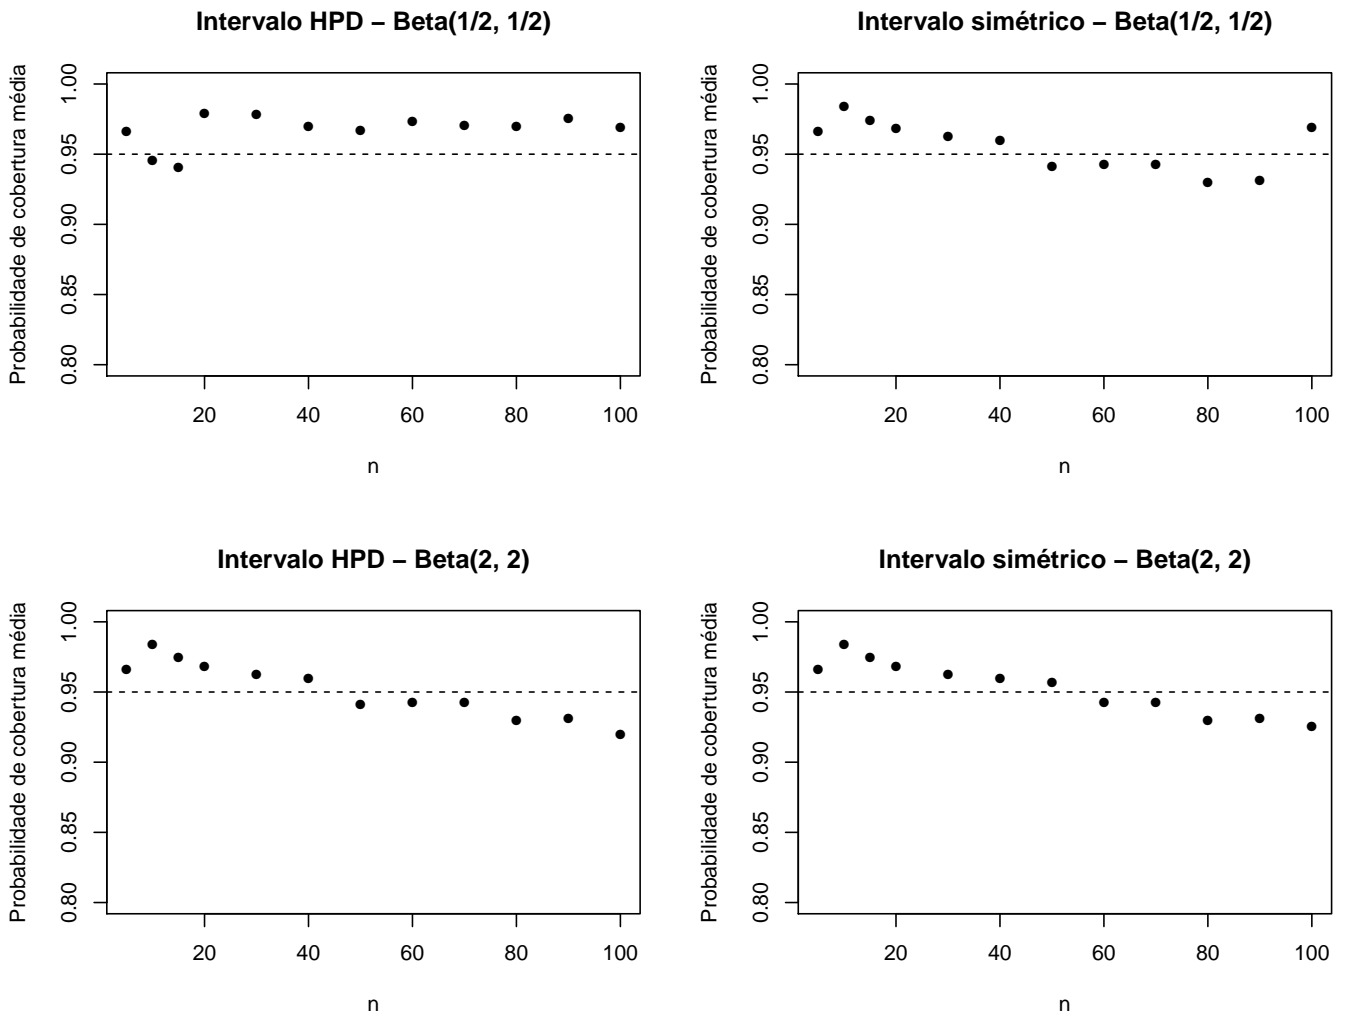 Intervalo HPD – Beta(1/2, 1/2)
Probabilidade de cobertura média
1.00
0.95
0.90
0.85
0.80
20 40 60 80 100
n
Intervalo simétrico – Beta(1/2, 1/2)
Probabilidade de cobertura média
1.00
0.95
0.90
0.85
0.80
20 40 60 80 100
n
Intervalo HPD – Beta(2, 2)
Probabilidade de cobertura média
1.00
0.95
0.90
0.85
0.80
20 40 60 80 100
n
Intervalo simétrico – Beta(2, 2)
Probabilidade de cobertura média
1.00
0.95
0.90
0.85
0.80
20 40 60 80 100
n